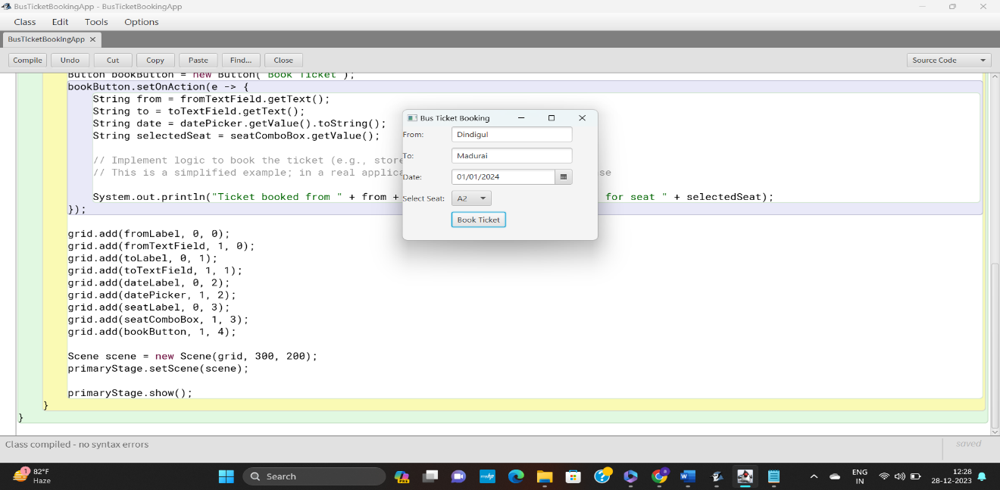 BusTicketBookingApp - BusTicketBookingApp
Class Edit Tools Options
BusTicketBookingApp
Compile Undo Cut Copy Paste Find... Close Source Code
Button bookButton = new Button("Book Ticket");
bookButton.setOnAction(e -> {
String from = fromTextField.getText();
String to = toTextField.getText();
String date = datePicker.getValue().toString();
String selectedSeat = seatComboBox.getValue();
// Implement logic to book the ticket (e.g., store
// This is a simplified example; in a real applica se
System.out.println("Ticket booked from " + from + for seat " + selectedSeat);
});
grid.add(fromLabel, 0, 0);
grid.add(fromTextField, 1, 0);
grid.add(toLabel, 0, 1);
grid.add(toTextField, 1, 1);
grid.add(dateLabel, 0, 2);
grid.add(datePicker, 1, 2);
grid.add(seatLabel, 0, 3);
grid.add(seatComboBox, 1, 3);
grid.add(bookButton, 1, 4);
Scene scene = new Scene(grid, 300, 200);
primaryStage.setScene(scene);
primaryStage.show();
}
}
Bus Ticket Booking
From: Dindigul
To: Madurai
Date: 01/01/2024
Select Seat: A2
Book Ticket
Class compiled - no syntax errors
saved
1
82°F
Haze
Search
ENG
IN
12:28
28-12-2023